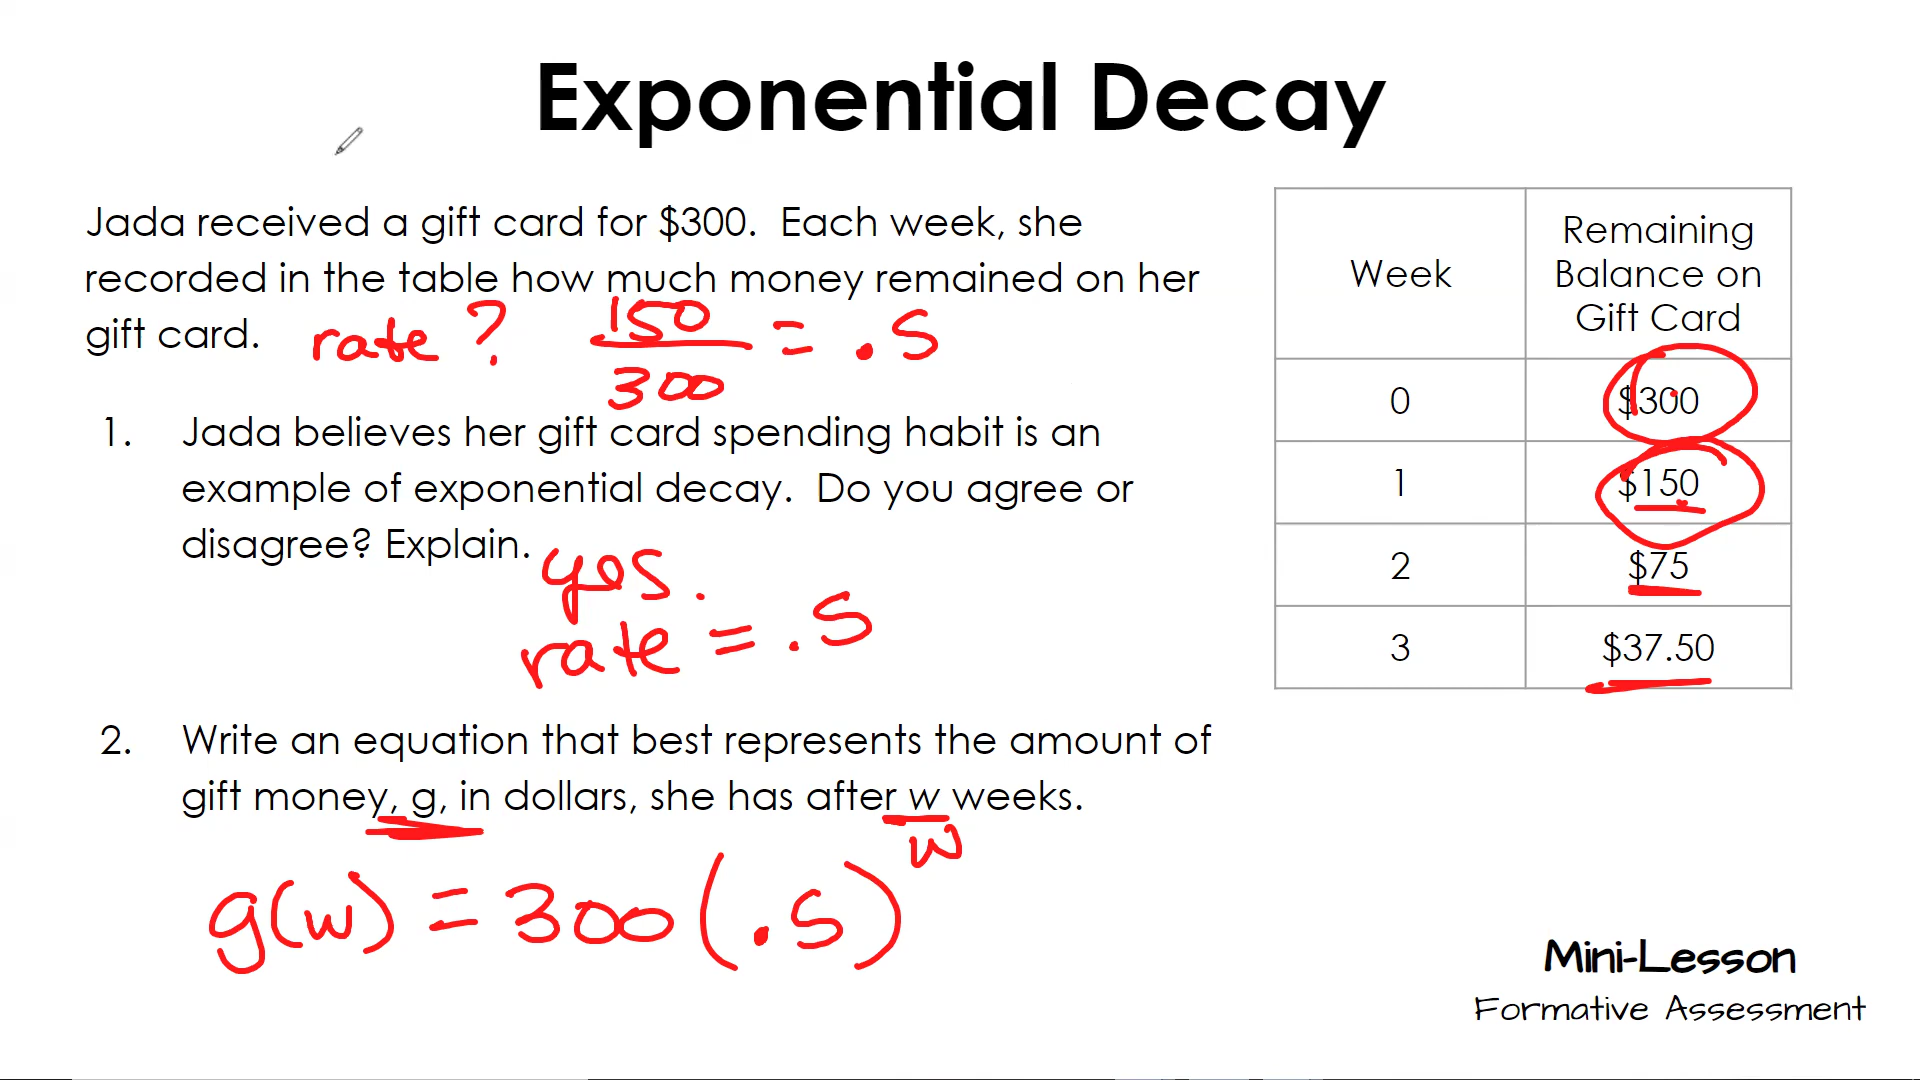 Exponential Decay
Jada received a gift card for $300. Each week, she
recorded in the table how much money remained on her
gift card.
rate ? 150/300 = .5
1. Jada believes her gift card spending habit is an
example of exponential decay. Do you agree or
disagree? Explain.
yes.
rate = .5
2. Write an equation that best represents the amount of
gift money, g, in dollars, she has after w weeks.
g(w) = 300 (.5)^w
Week Remaining Balance on Gift Card
0 $300
1 $150
2 $75
3 $37.50
Mini-Lesson
Formative Assessment